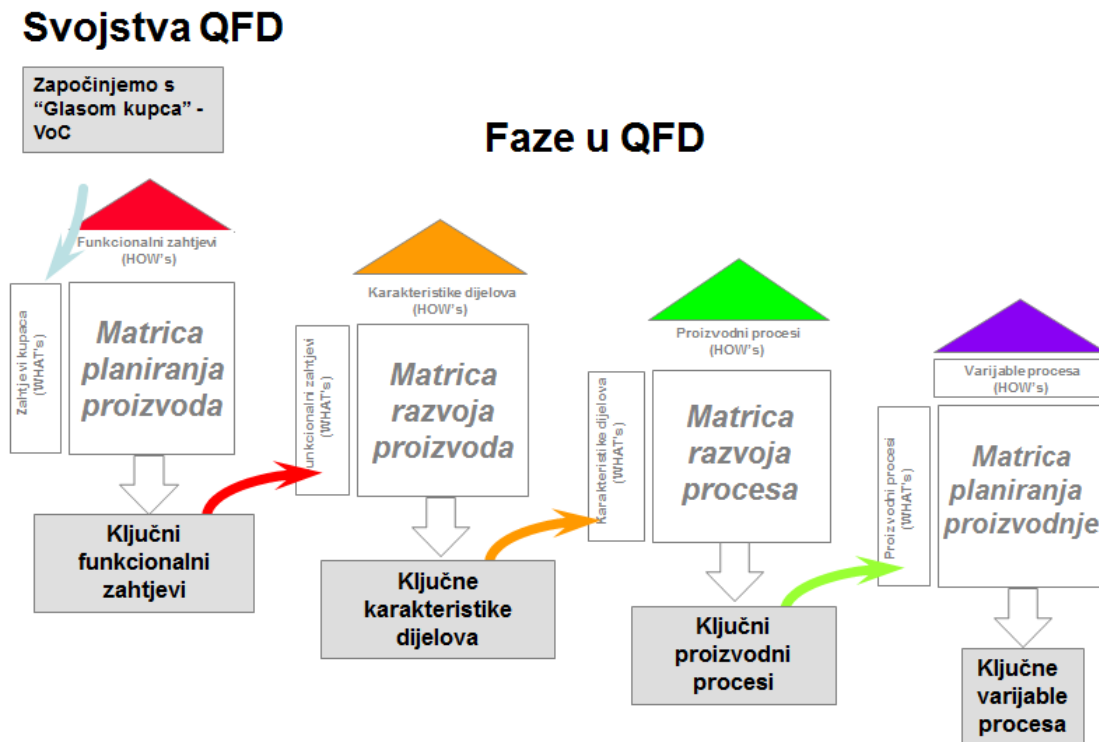 Svojstva QFD
Započinjemo s
“Glasom kupca” -
VoC
Faze u QFD
Funkcionalni zahtjevi
(HOW's)
Zahtjevi kupaca
(WHAT's)
Matrica
planiranja
proizvoda
Ključni
funkcionalni
zahtjevi
Karakteristike dijelova
(HOW's)
Funkcionalni zahtjevi
(WHAT's)
Matrica
razvoja
proizvoda
Ključne
karakteristike
dijelova
Proizvodni procesi
(HOW's)
Karakteristike dijelova
(WHAT's)
Matrica
razvoja
procesa
Ključni
proizvodni
procesi
Varijable procesa
(HOW's)
Proizvodni procesi
(WHAT's)
Matrica
planiranja
proizvodnje
Ključne
varijable
procesa